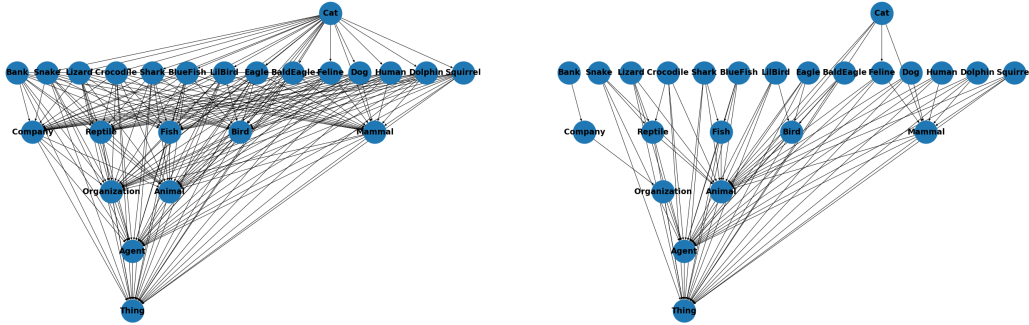 Cat
Bank Snake Lizard Crocodile Shark BlueFish LilBird Eagle BaldEagle Feline Dog Human Dolphin Squirrel
Company Reptile Fish Bird Mammal
Organization Animal
Agent
Thing
Cat
Bank Snake Lizard Crocodile Shark BlueFish LilBird Eagle BaldEagle Feline Dog Human Dolphin Squirre
Company Reptile Fish Bird Mammal
Organization Animal
Agent
Thing